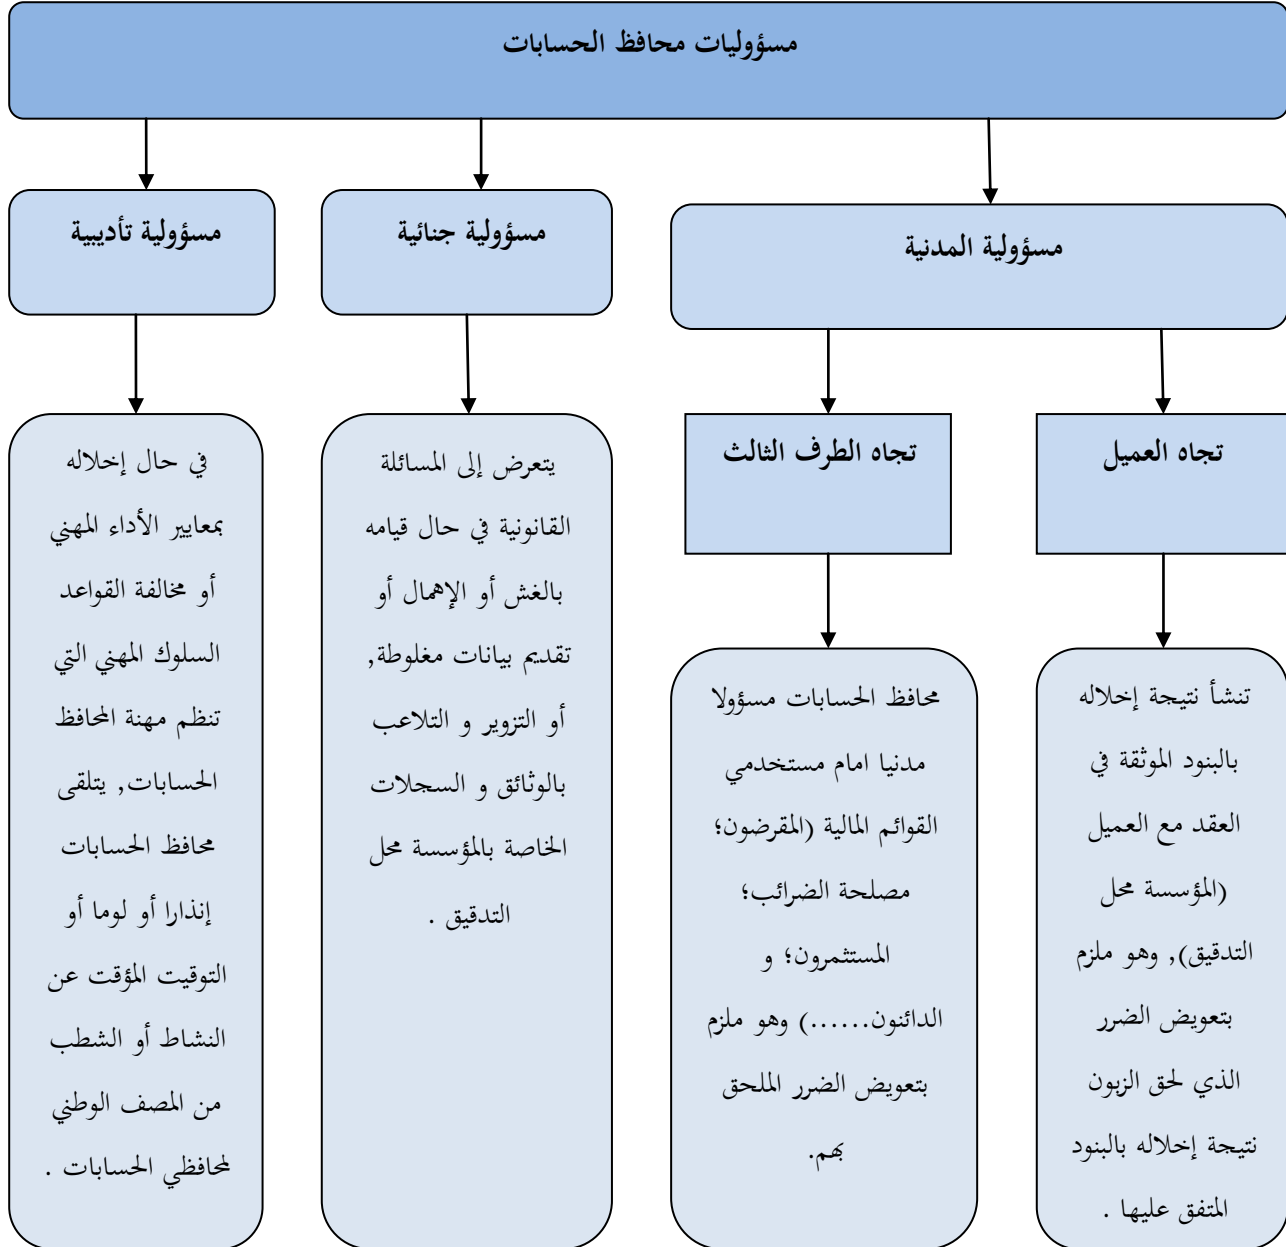 مسؤوليات محافظ الحسابات
مسؤولية المدنية
مسؤولية جنائية
مسؤولية تأديبية
تجاه العميل
تجاه الطرف الثالث
تنشأ نتيجة إخلاله
بالبنود الموثقة في
العقد مع العميل
(المؤسسة محل
التدقيق), وهو ملزم
بتعويض الضرر
الذي لحق الزبون
نتيجة إخلاله بالبنود
المتفق عليها .
محافظ الحسابات مسؤولا
مدنيا امام مستخدمي
القوائم المالية (المقرضون؛
مصلحة الضرائب؛
المستثمرون؛ و
الدائنون......) وهو ملزم
بتعويض الضرر الملحق
بهم.
يتعرض إلى المسائلة
القانونية في حال قيامه
بالغش أو الإهمال أو
تقديم بيانات مغلوطة,
أو التزوير و التلاعب
بالوثائق و السجلات
الخاصة بالمؤسسة محل
التدقيق .
في حال إخلاله
بمعايير الأداء المهني
أو مخالفة القواعد
السلوك المهني التي
تنظم مهنة المحافظ
الحسابات, يتلقى
محافظ الحسابات
إنذارا أو لوما أو
التوقيت المؤقت عن
النشاط أو الشطب
من المصف الوطني
لمحافظي الحسابات .